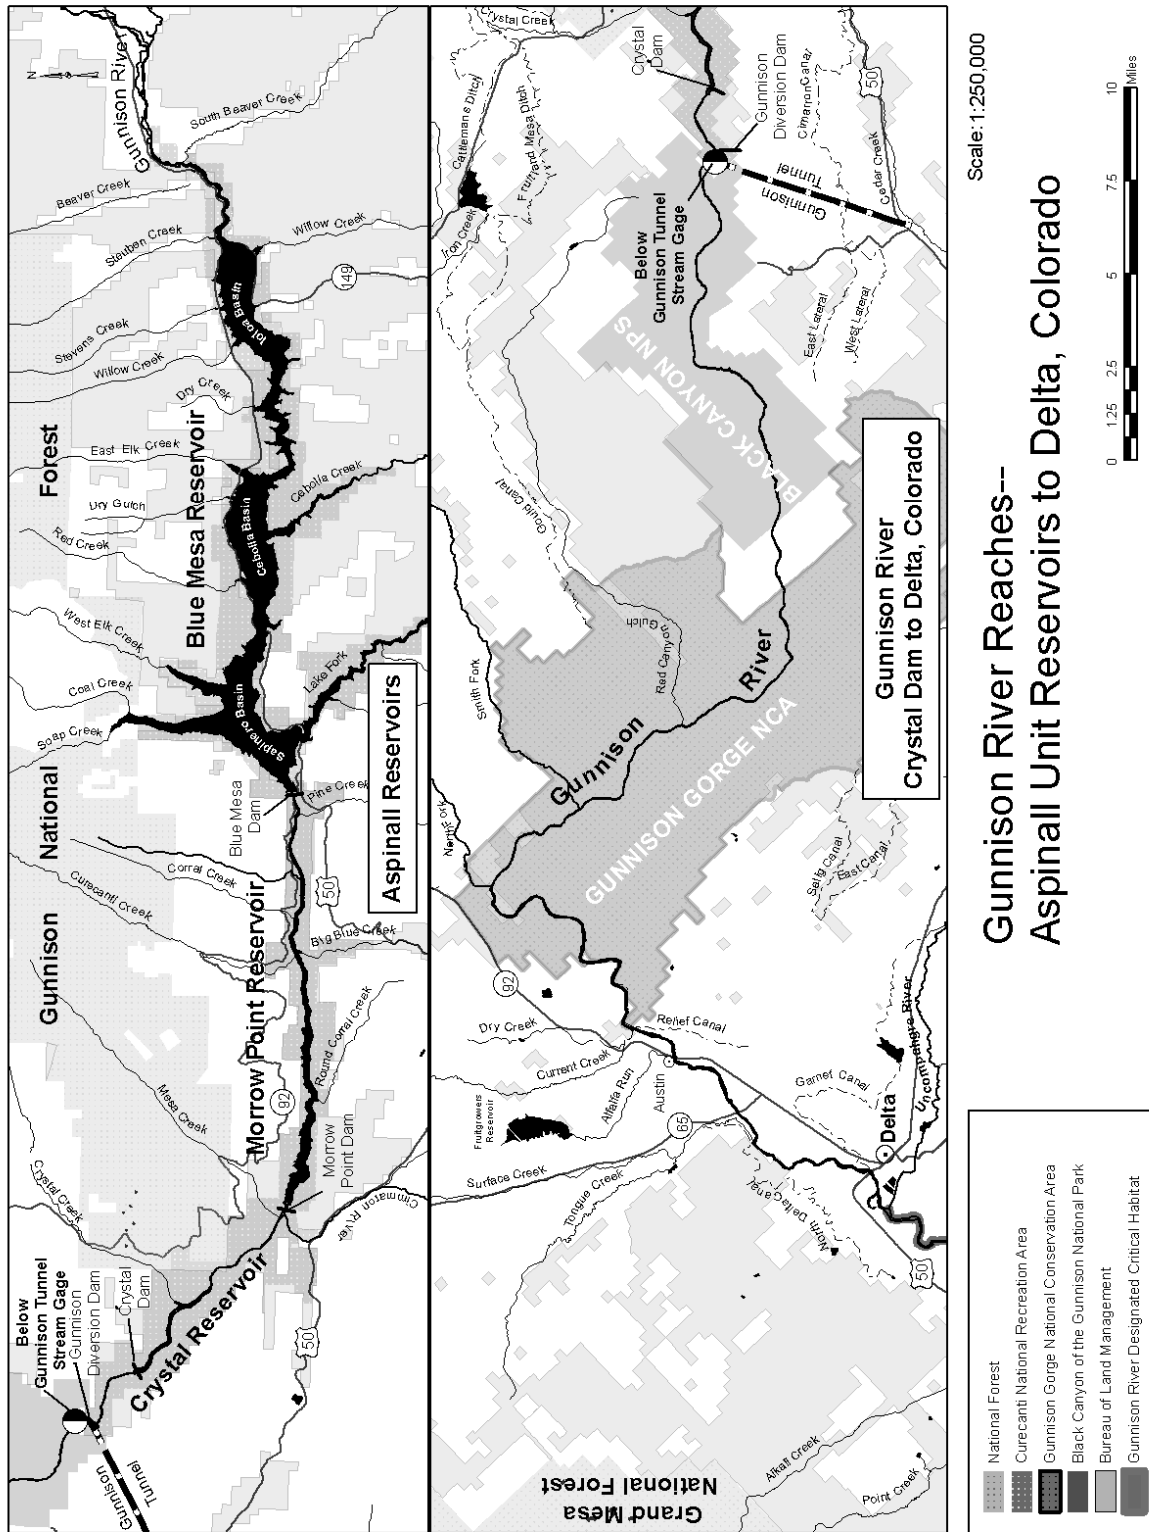 Gunnison River Reaches--
Aspinall Unit Reservoirs to Delta, Colorado
Scale: 1:250,000
0 1.25 2.5 5 7.5 10
Miles
N
Aspinall Reservoirs
Gunnison National Forest
Below
Gunnison Tunnel
Stream Gage
Gunnison
Diversion Dam
Crystal
Dam
Gunnison
Tunnel
Crystal Reservoir
Crystal Creek
Mesa Creek
Morrow Point Reservoir
Morrow
Point Dam
Cimarron River
Round Corral Creek
Big Blue Creek
Curecanti Creek
Corral Creek
Pine Creek
Blue Mesa
Dam
92
50
50
Soap Creek
Coal Creek
West Elk Creek
Sapinero Basin
Lake Fork
Blue Mesa Reservoir
Red Creek
Dry Gulch
East Elk Creek
Cebolla Basin
Cebolla Creek
Dry Creek
Willow Creek
Stevens Creek
Steuben Creek
Iola Basin
149
Willow Creek
Beaver Creek
South Beaver Creek
Gunnison River
Gunnison River
Crystal Dam to Delta, Colorado
Grand Mesa
National Forest
Alkali Creek
Point Creek
Surface Creek
Tongue Creek
North Delta Canal
50
65
Fruitgrowers
Reservoir
Alfalfa Run
Austin
Current Creek
Dry Creek
92
Relief Canal
Garnet Canal
Delta
Uncompahgre River
Selig Canal
East Canal
North Fork
Smith Fork
GUNNISON GORGE NCA
Gunnison River
Red Canyon
Gulch
Gould Canal
BLACK CANYON NPS
Iron Creek
Cattlemans Ditch
Fruitland Mesa Ditch
Crystal Creek
Below
Gunnison Tunnel
Stream Gage
Crystal
Dam
Gunnison
Diversion Dam
Cimarron Canal
Gunnison
Tunnel
Cedar Creek
50
East Lateral
West Lateral
National Forest
Curecanti National Recreation Area
Gunnison Gorge National Conservation Area
Black Canyon of the Gunnison National Park
Bureau of Land Management
Gunnison River Designated Critical Habitat